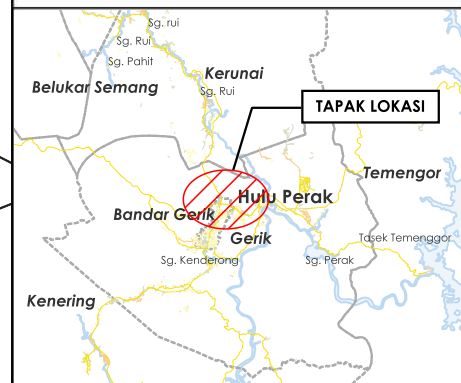 Sg. rui
Sg. Rui
Sg. Pahit
Kerunai
Belukar Semang
Sg. Rui
TAPAK LOKASI
Temengor
Hulu Perak
Bandar Gerik
Gerik
Tasek Temenggor
Sg. Kenderong
Sg. Perak
Kenering